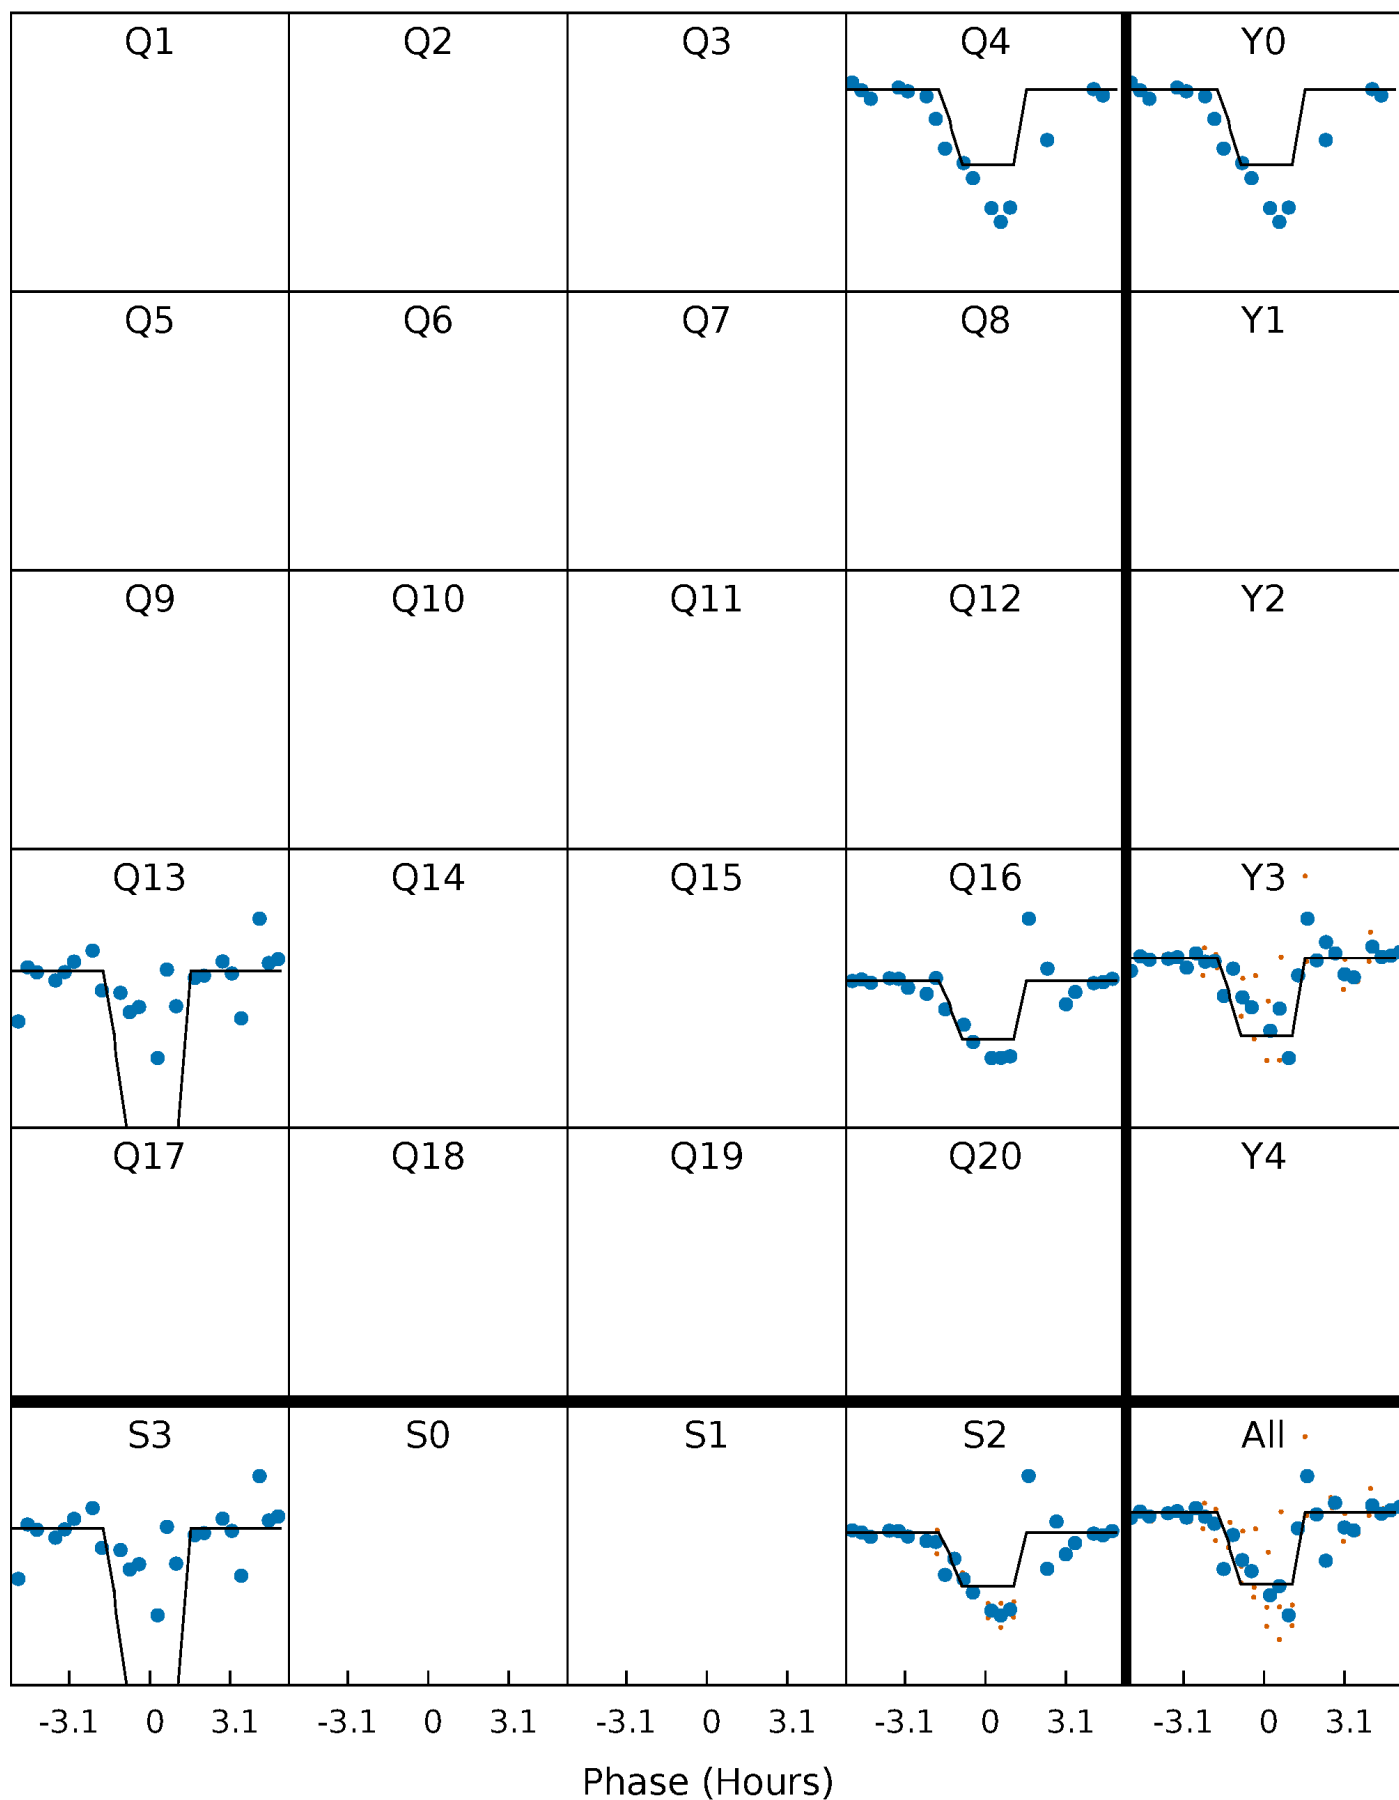 Q1 Q2 Q3 Q4 Y0
Q5 Q6 Q7 Q8 Y1
Q9 Q10 Q11 Q12 Y2
Q13 Q14 Q15 Q16 Y3
Q17 Q18 Q19 Q20 Y4
S3 S0 S1 S2 All
-3.1 0 3.1 -3.1 0 3.1 -3.1 0 3.1 -3.1 0 3.1 -3.1 0 3.1
Phase (Hours)